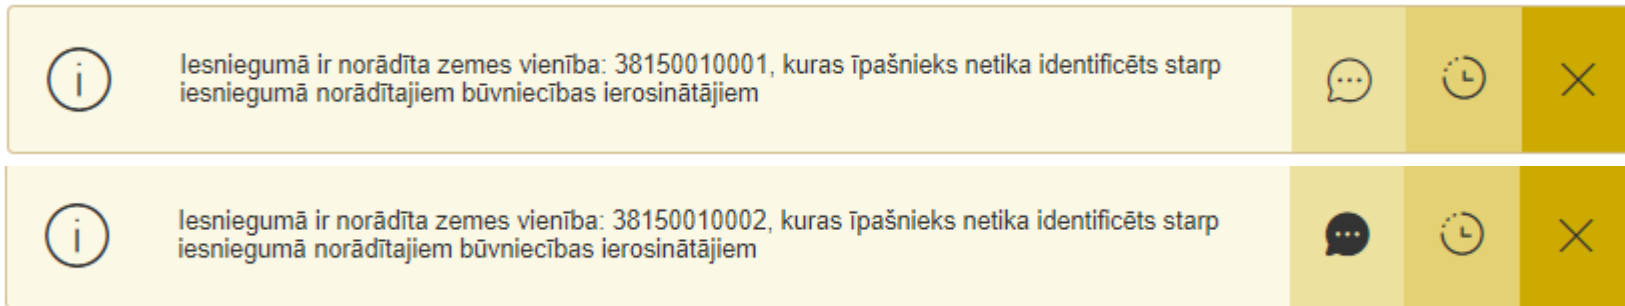 Iesniegumā ir norādīta zemes vienība: 38150010001, kuras īpašnieks netika identificēts starp
iesniegumā norādītajiem būvniecības ierosinātājiem
Iesniegumā ir norādīta zemes vienība: 38150010002, kuras īpašnieks netika identificēts starp
iesniegumā norādītajiem būvniecības ierosinātājiem